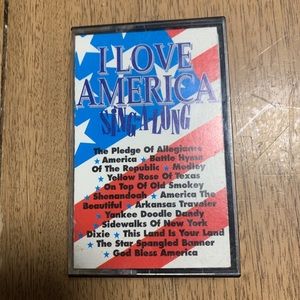 I LOVE
AMERICA
SING-A-LONG
The Pledge Of Allegiance
★ America ★ Battle Hymn
Of The Republic ★ Medley
★ Yellow Rose Of Texas
★ On Top Of Old Smokey
★ Shenandoah ★ America The
Beautiful ★ Arkansas Traveler
★ Yankee Doodle Dandy
★ Sidewalks Of New York
★ Dixie ★ This Land Is Your Land
★ The Star Spangled Banner
★ God Bless America